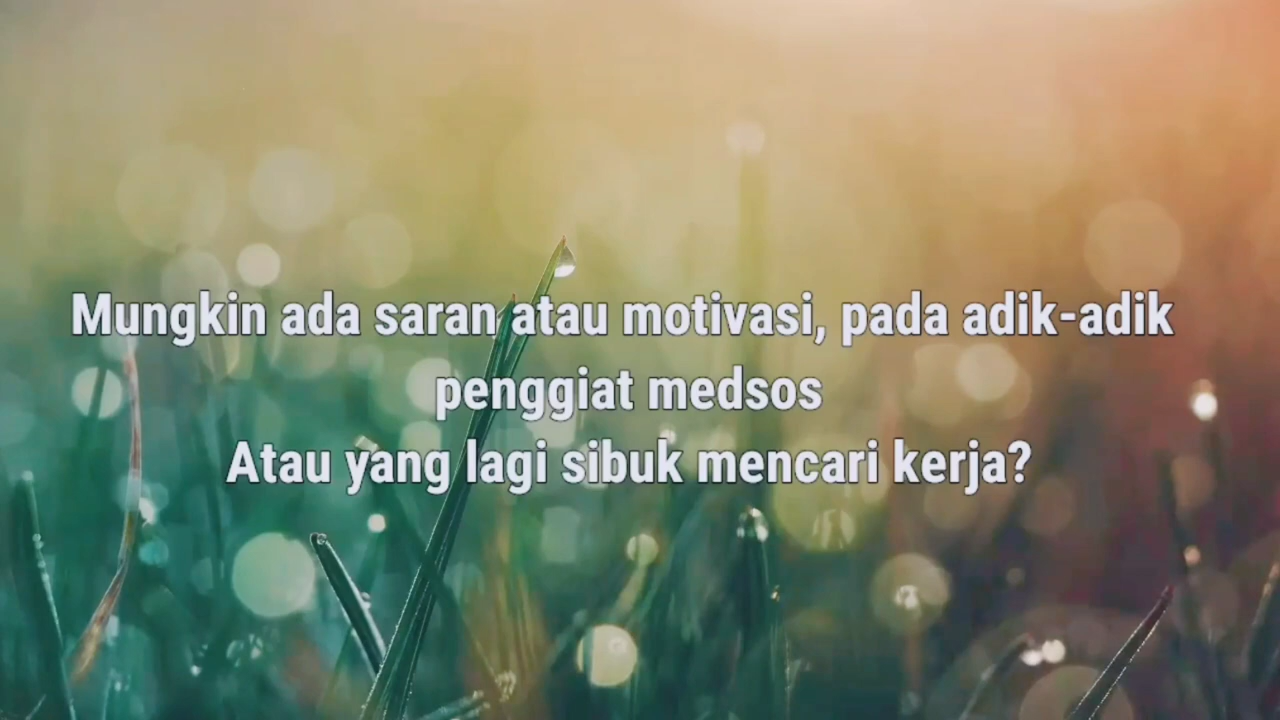 Mungkin ada saran atau motivasi, pada adik-adik
penggiat medsos
Atau yang lagi sibuk mencari kerja?